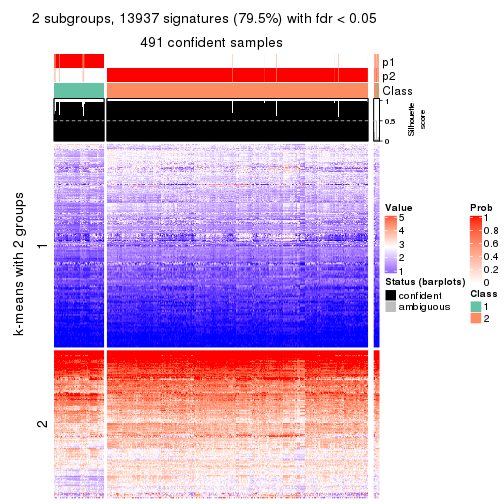 2 subgroups, 13937 signatures (79.5%) with fdr < 0.05
491 confident samples
p1
p2
Class
1
0.5
0
Silhouette
score
k-means with 2 groups
1
2
Value
5
4
3
2
1
Status (barplots)
confident
ambiguous
Prob
1
0.8
0.6
0.4
0.2
0
Class
1
2